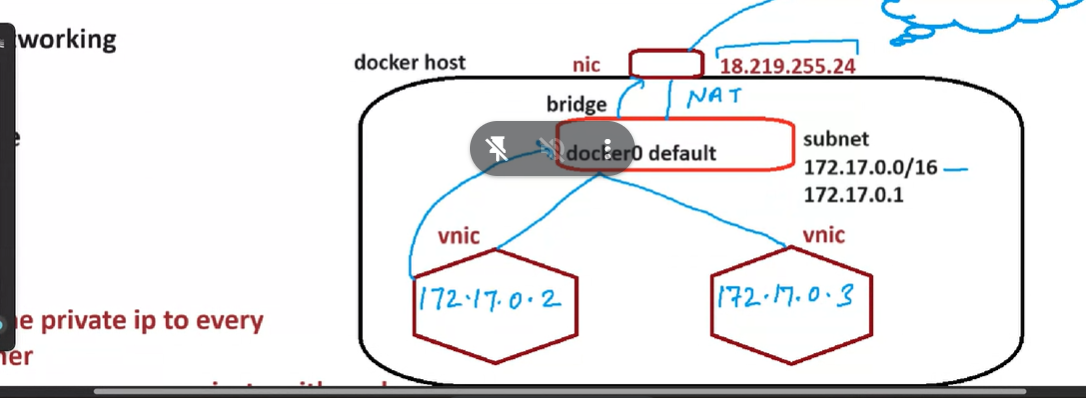 working
docker host
nic
18.219.255.24
NAT
bridge
docker0 default
subnet
172.17.0.0/16
172.17.0.1
vnic
vnic
172.17.0.2
172.17.0.3
e private ip to every
er